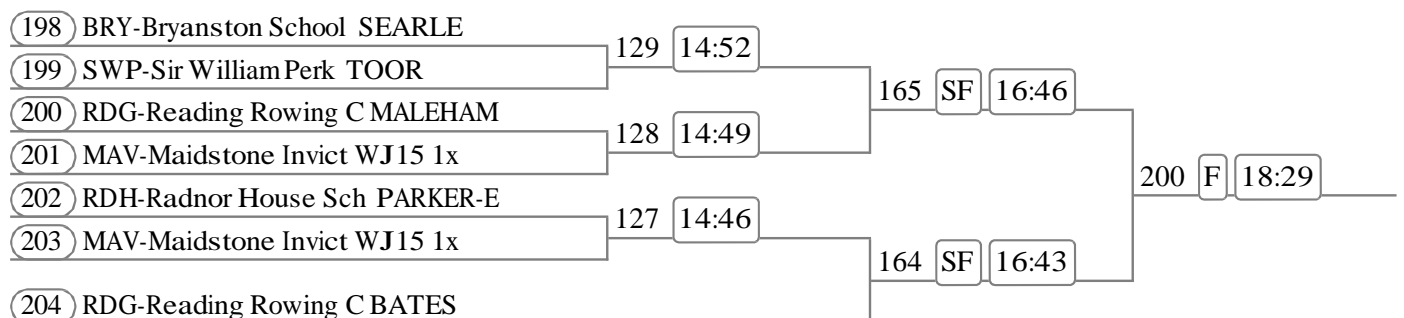 198 BRY-Bryanston School SEARLE
129 14:52
199 SWP-Sir William Perk TOOR
165 SF 16:46
200 RDG-Reading Rowing C MALEHAM
128 14:49
201 MAV-Maidstone Invict WJ15 1x
200 F 18:29
202 RDH-Radnor House Sch PARKER-E
127 14:46
203 MAV-Maidstone Invict WJ15 1x
164 SF 16:43
204 RDG-Reading Rowing C BATES